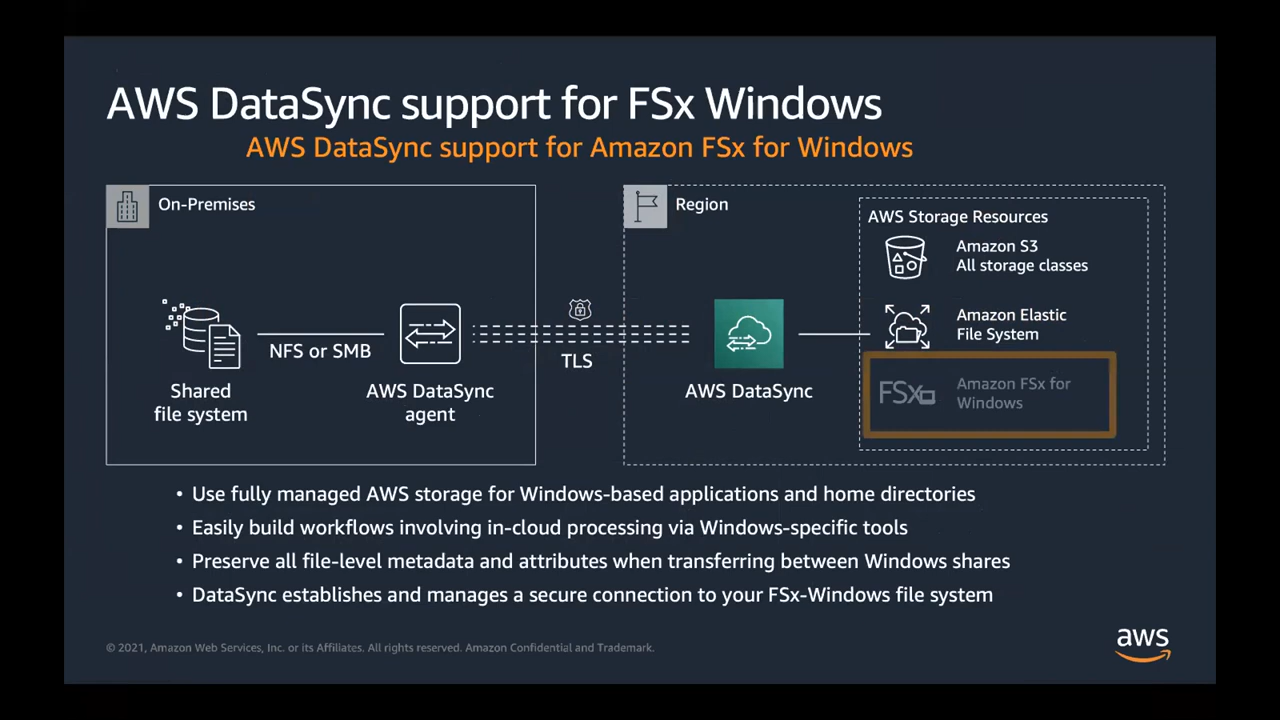 AWS DataSync support for FSx Windows
AWS DataSync support for Amazon FSx for Windows
On-Premises
Shared
file system
NFS or SMB
AWS DataSync
agent
TLS
Region
AWS DataSync
AWS Storage Resources
Amazon S3
All storage classes
Amazon Elastic
File System
FSx
Amazon FSx for
Windows
• Use fully managed AWS storage for Windows-based applications and home directories
• Easily build workflows involving in-cloud processing via Windows-specific tools
• Preserve all file-level metadata and attributes when transferring between Windows shares
• DataSync establishes and manages a secure connection to your FSx-Windows file system
© 2021, Amazon Web Services, Inc. or its Affiliates. All rights reserved. Amazon Confidential and Trademark.
aws